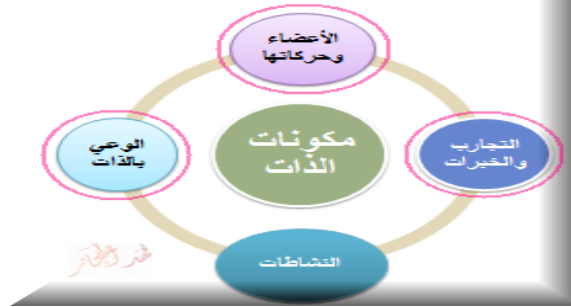 الأعضاء
وحركاتها
مكونات
الذات
التجارب
والخبرات
الوعي
بالذات
النشاطات